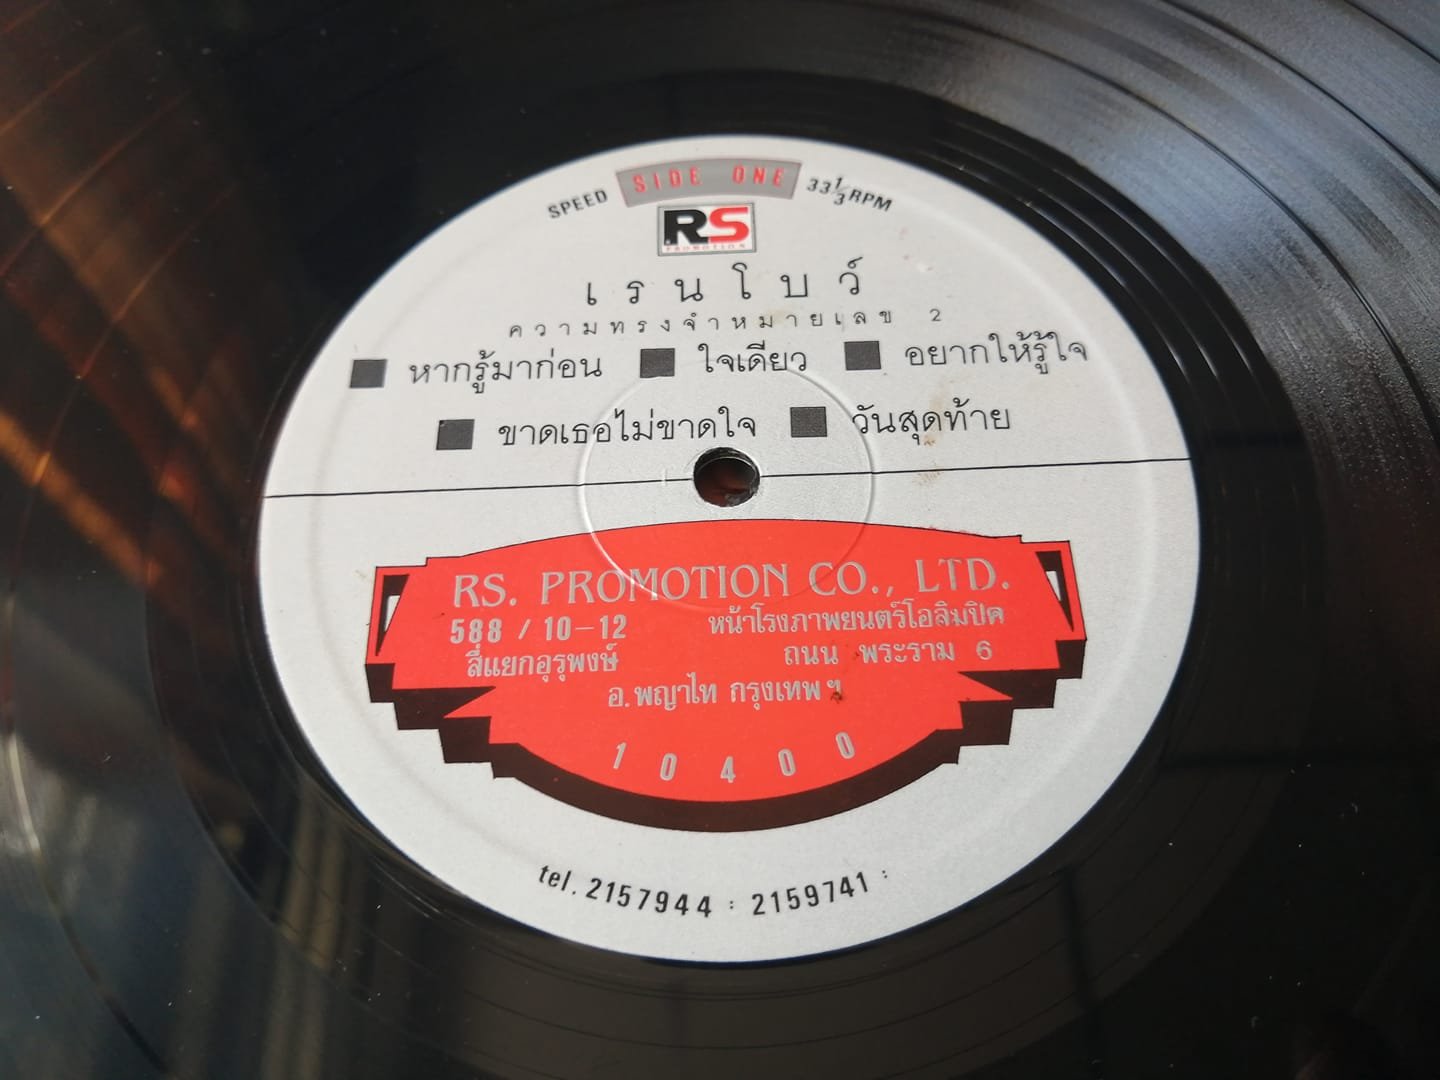 SPEED SIDE ONE 33 1/3 RPM
RS
PROMOTION
เรนโบว์
ความทรงจำหมายเลข 2
■ หากรู้มาก่อน ■ ใจเดียว ■ อยากให้รู้ใจ
■ ขาดเธอไม่ขาดใจ ■ วันสุดท้าย
RS. PROMOTION CO., LTD.
588 / 10-12 หน้าโรงภาพยนตร์โอลิมปิค
สี่แยกอุรุพงษ์ ถนน พระราม 6
อ.พญาไท กรุงเทพฯ
10400
tel. 2157944 : 2159741 :